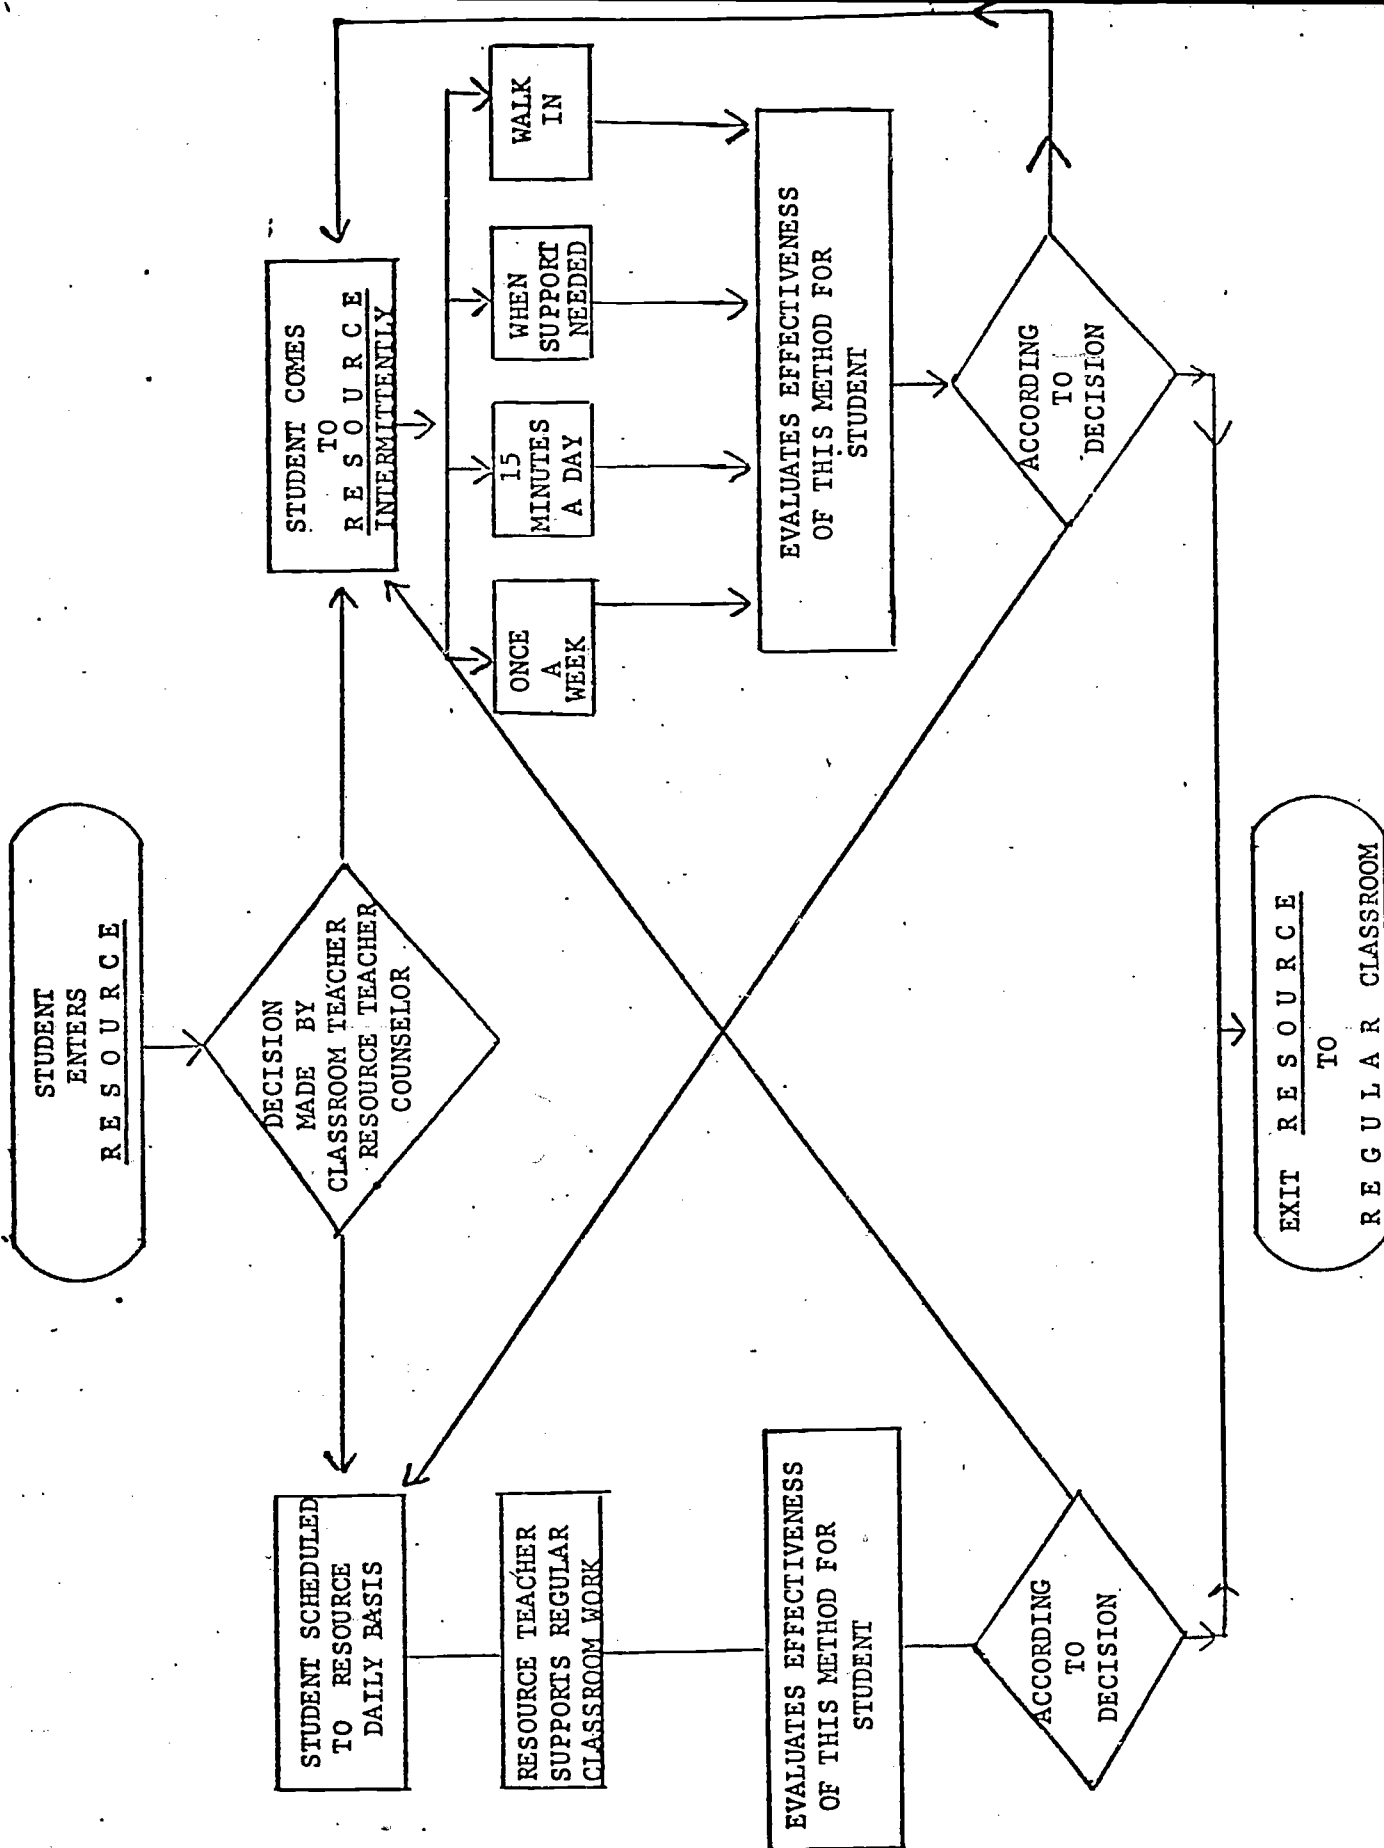 STUDENT
ENTERS
R E S O U R C E
DECISION
MADE BY
CLASSROOM TEACHER
RESOURCE TEACHER
COUNSELOR
STUDENT SCHEDULED
TO RESOURCE
DAILY BASIS
RESOURCE TEACHER
SUPPORTS REGULAR
CLASSROOM WORK
EVALUATES EFFECTIVENESS
OF THIS METHOD FOR
STUDENT
ACCORDING
TO
DECISION
STUDENT COMES
TO
R E S O U R C E
INTERMITTENTLY
ONCE
A
WEEK
15
MINUTES
A DAY
WHEN
SUPPORT
NEEDED
WALK
IN
EVALUATES EFFECTIVENESS
OF THIS METHOD FOR
STUDENT
ACCORDING
TO
DECISION
EXIT R E S O U R C E
TO
R E G U L A R CLASSROOM